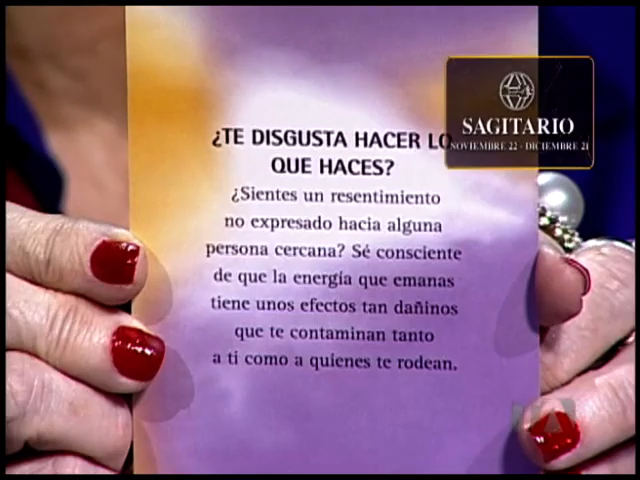 ¿TE DISGUSTA HACER LO
QUE HACES?
¿Sientes un resentimiento
no expresado hacia alguna
persona cercana? Sé consciente
de que la energía que emanas
tiene unos efectos tan dañinos
que te contaminan tanto
a ti como a quienes te rodean.
SAGITARIO
NOVIEMBRE 22 - DICIEMBRE 21